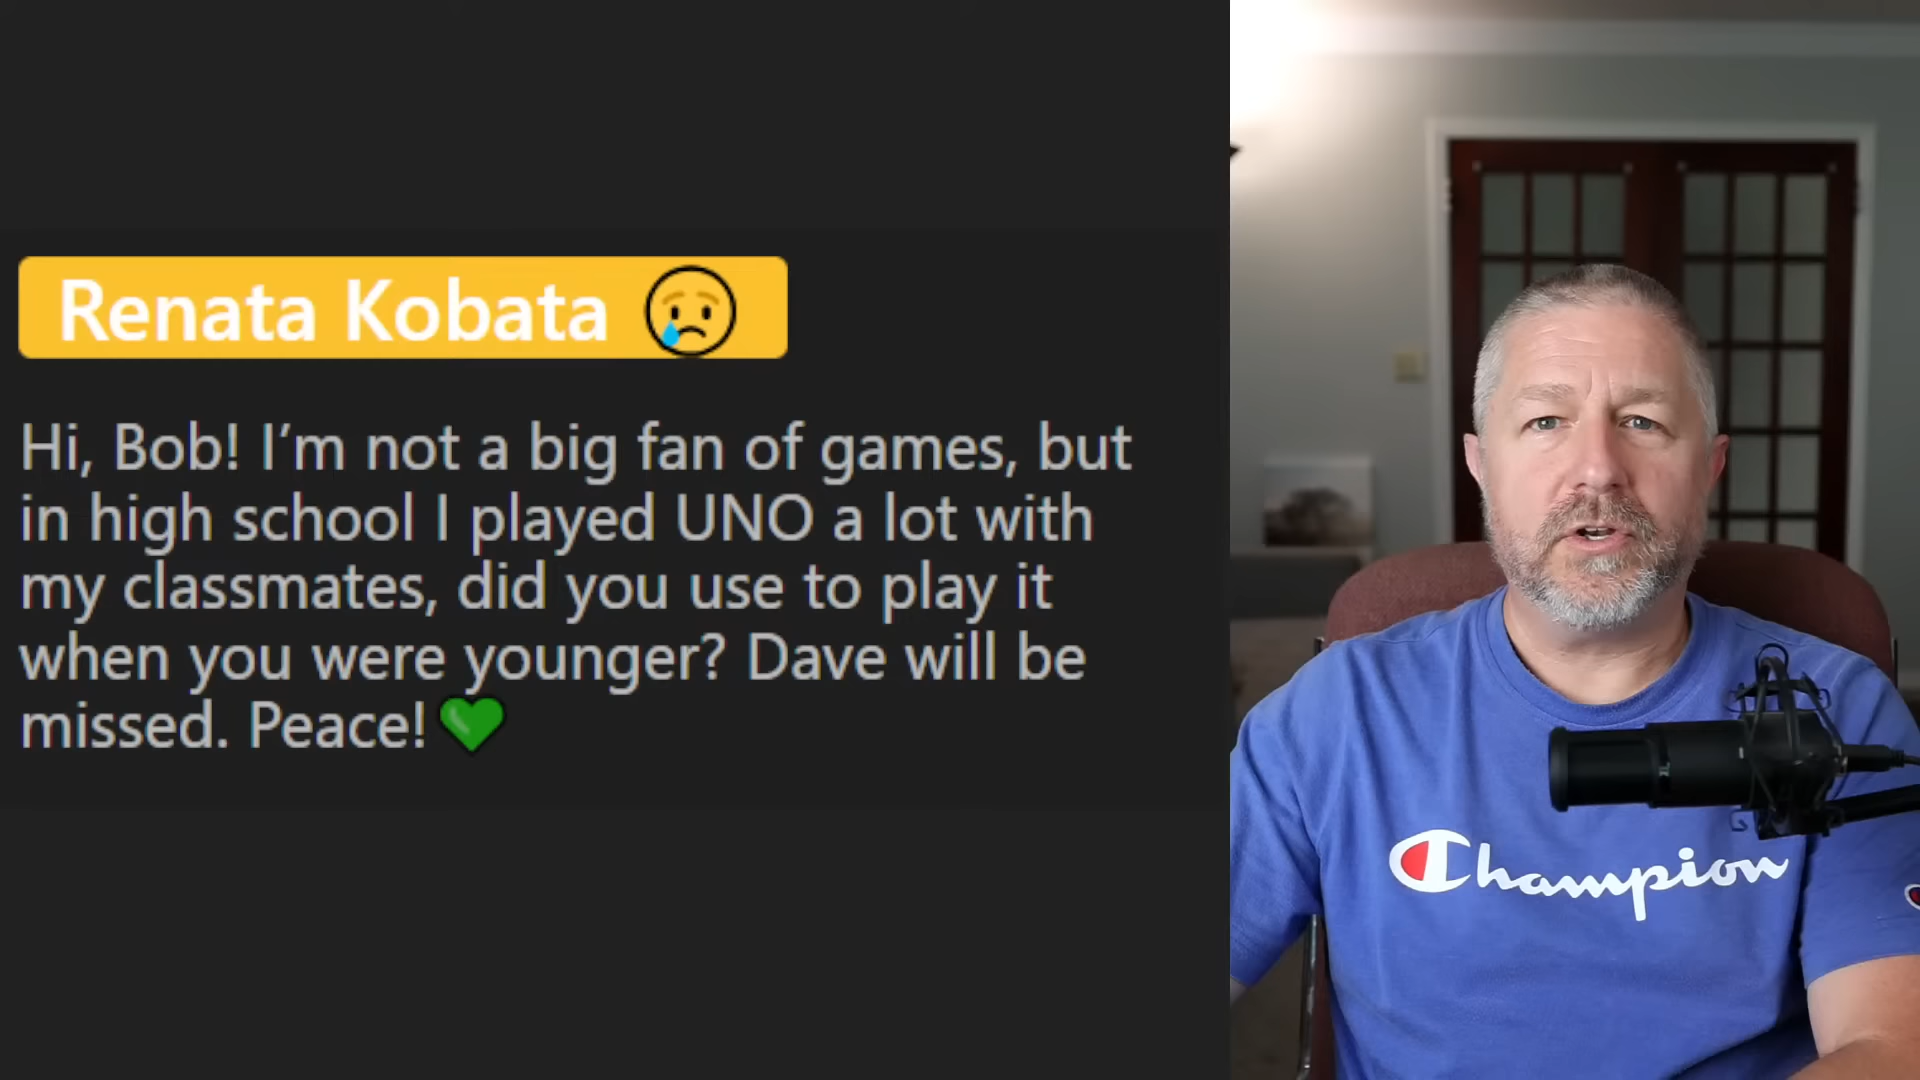 Renata Kobata 😢
Hi, Bob! I’m not a big fan of games, but
in high school I played UNO a lot with
my classmates, did you use to play it
when you were younger? Dave will be
missed. Peace! 💚
Champion